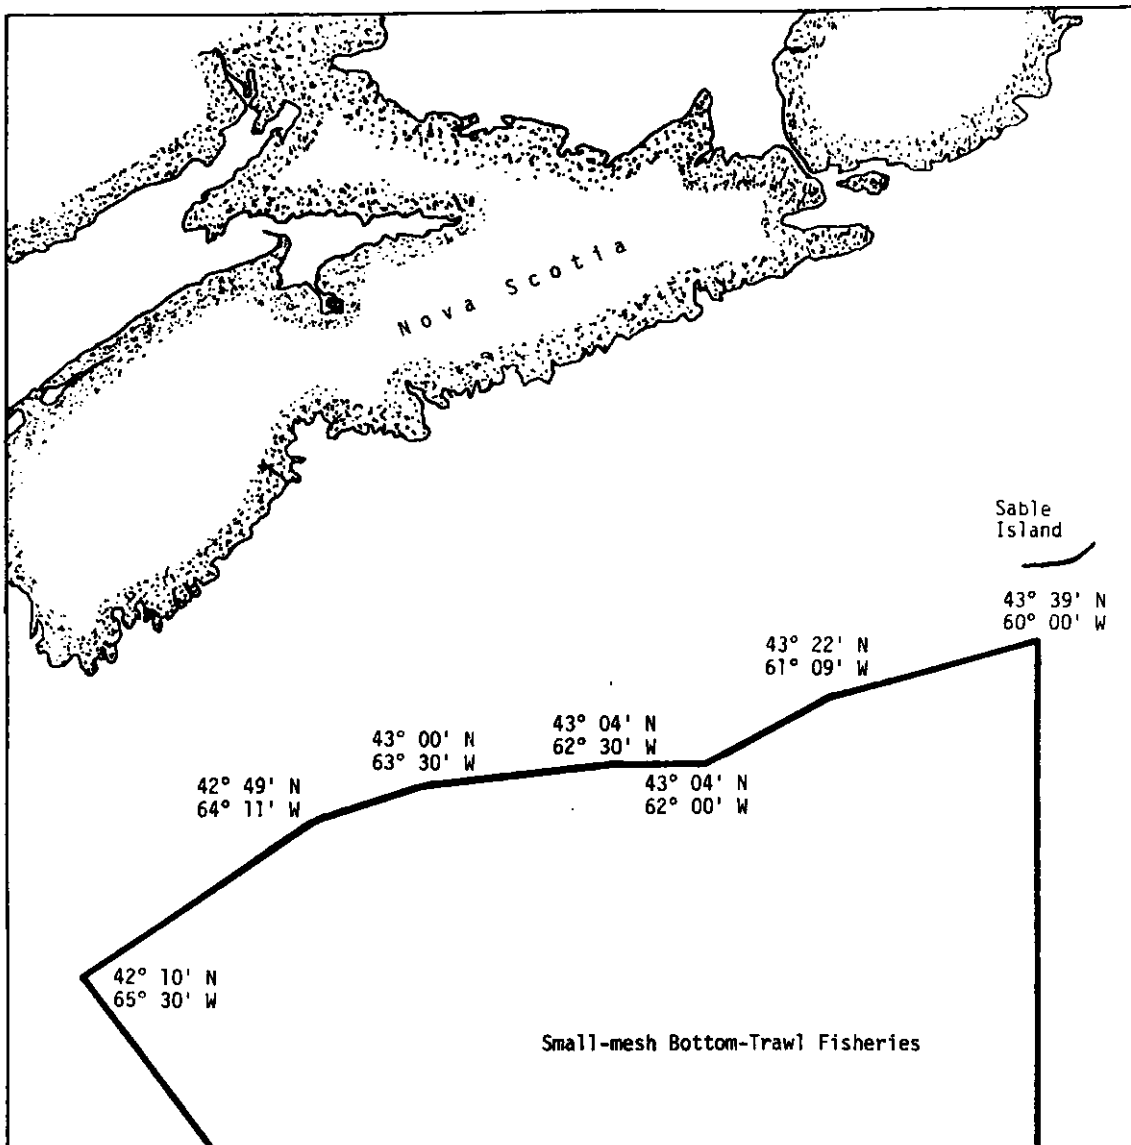 Nova Scotia
Sable
Island
43° 39' N
60° 00' W
43° 22' N
61° 09' W
43° 04' N
62° 30' W
43° 00' N
63° 30' W
43° 04' N
62° 00' W
42° 49' N
64° 11' W
42° 10' N
65° 30' W
Small-mesh Bottom-Trawl Fisheries